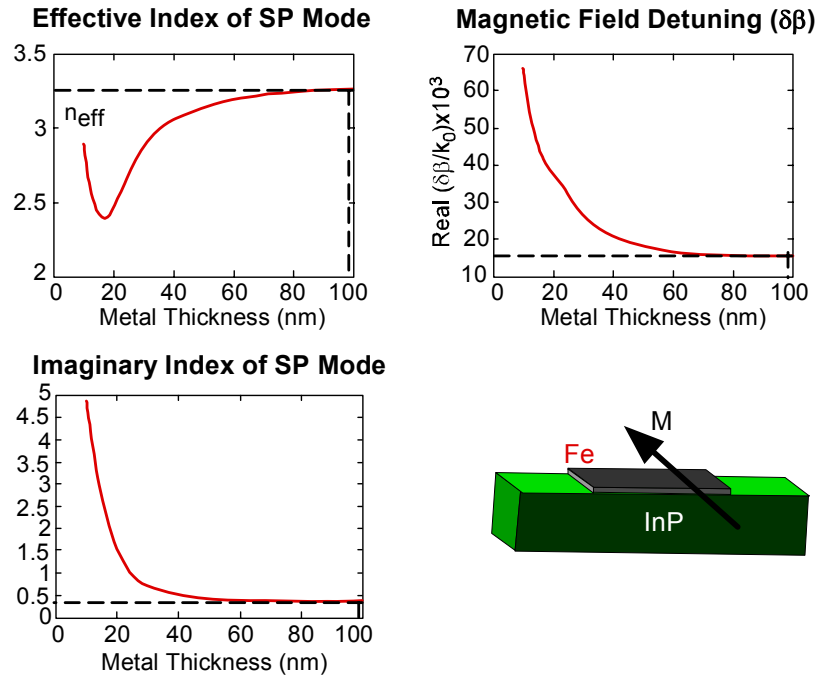 Effective Index of SP Mode
3.5
3
2.5
2
neff
0 20 40 60 80 100
Metal Thickness (nm)
Magnetic Field Detuning (δβ)
Real (δβ/k0)x10³
70
60
50
40
30
20
10
0 20 40 60 80 100
Metal Thickness (nm)
Imaginary Index of SP Mode
5
4.5
4
3.5
3
2.5
2
1.5
1
0.5
0
0 20 40 60 80 100
Metal Thickness (nm)
M
Fe
InP